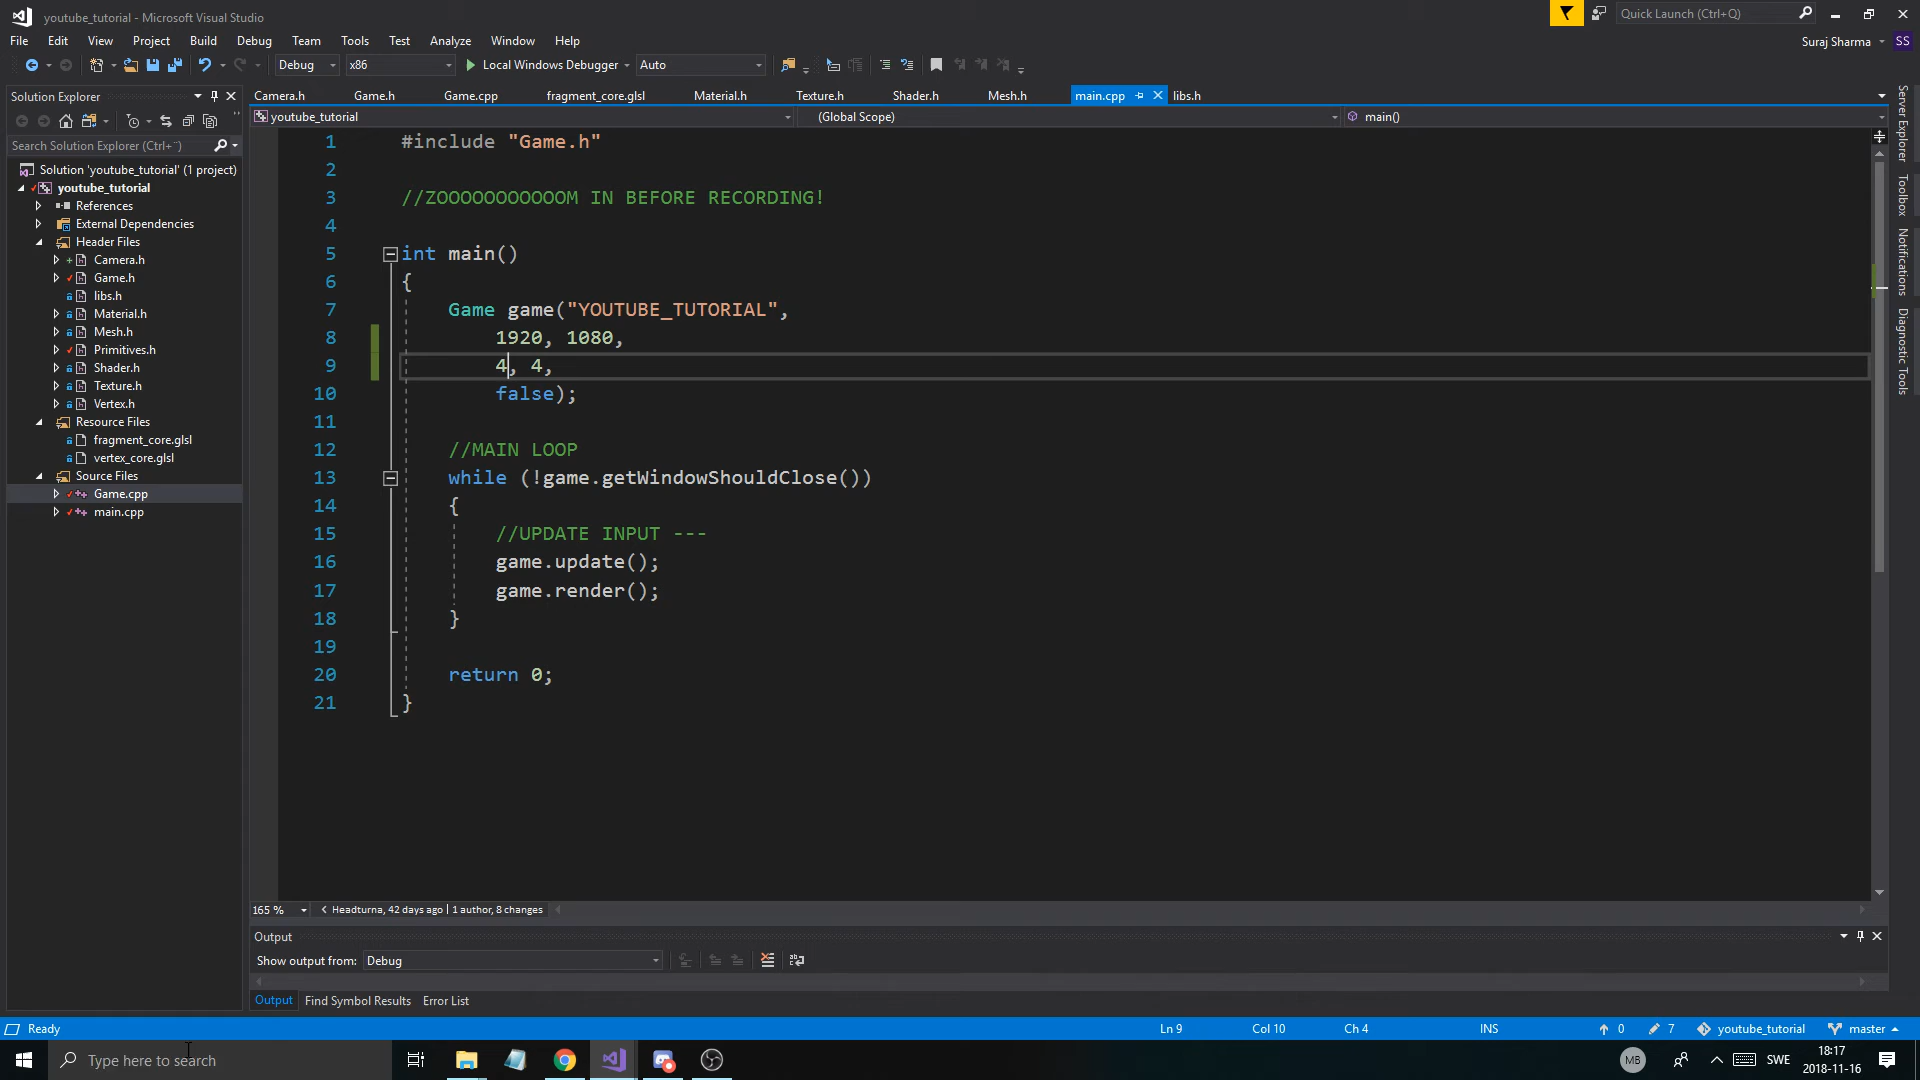 youtube_tutorial - Microsoft Visual Studio
Quick Launch (Ctrl+Q)
File Edit View Project Build Debug Team Tools Test Analyze Window Help
Suraj Sharma SS
Debug x86 Local Windows Debugger Auto
Solution Explorer
Camera.h Game.h Game.cpp fragment_core.glsl Material.h Texture.h Shader.h Mesh.h main.cpp libs.h
youtube_tutorial (Global Scope) main()
Search Solution Explorer (Ctrl+¨)
Solution 'youtube_tutorial' (1 project)
youtube_tutorial
References
External Dependencies
Header Files
Camera.h
Game.h
libs.h
Material.h
Mesh.h
Primitives.h
Shader.h
Texture.h
Vertex.h
Resource Files
fragment_core.glsl
vertex_core.glsl
Source Files
Game.cpp
main.cpp
1 #include "Game.h"
2
3 //ZOOOOOOOOOOOM IN BEFORE RECORDING!
4
5 int main()
6 {
7 Game game("YOUTUBE_TUTORIAL",
8 1920, 1080,
9 4, 4,
10 false);
11
12 //MAIN LOOP
13 while (!game.getWindowShouldClose())
14 {
15 //UPDATE INPUT ---
16 game.update();
17 game.render();
18 }
19
20 return 0;
21 }
Server Explorer
Toolbox
Notifications
Diagnostic Tools
165 % Headturna, 42 days ago | 1 author, 8 changes
Output
Show output from: Debug
Output Find Symbol Results Error List
Ready Ln 9 Col 10 Ch 4 INS 0 7 youtube_tutorial master
Type here to search
MB SWE 18:17
2018-11-16